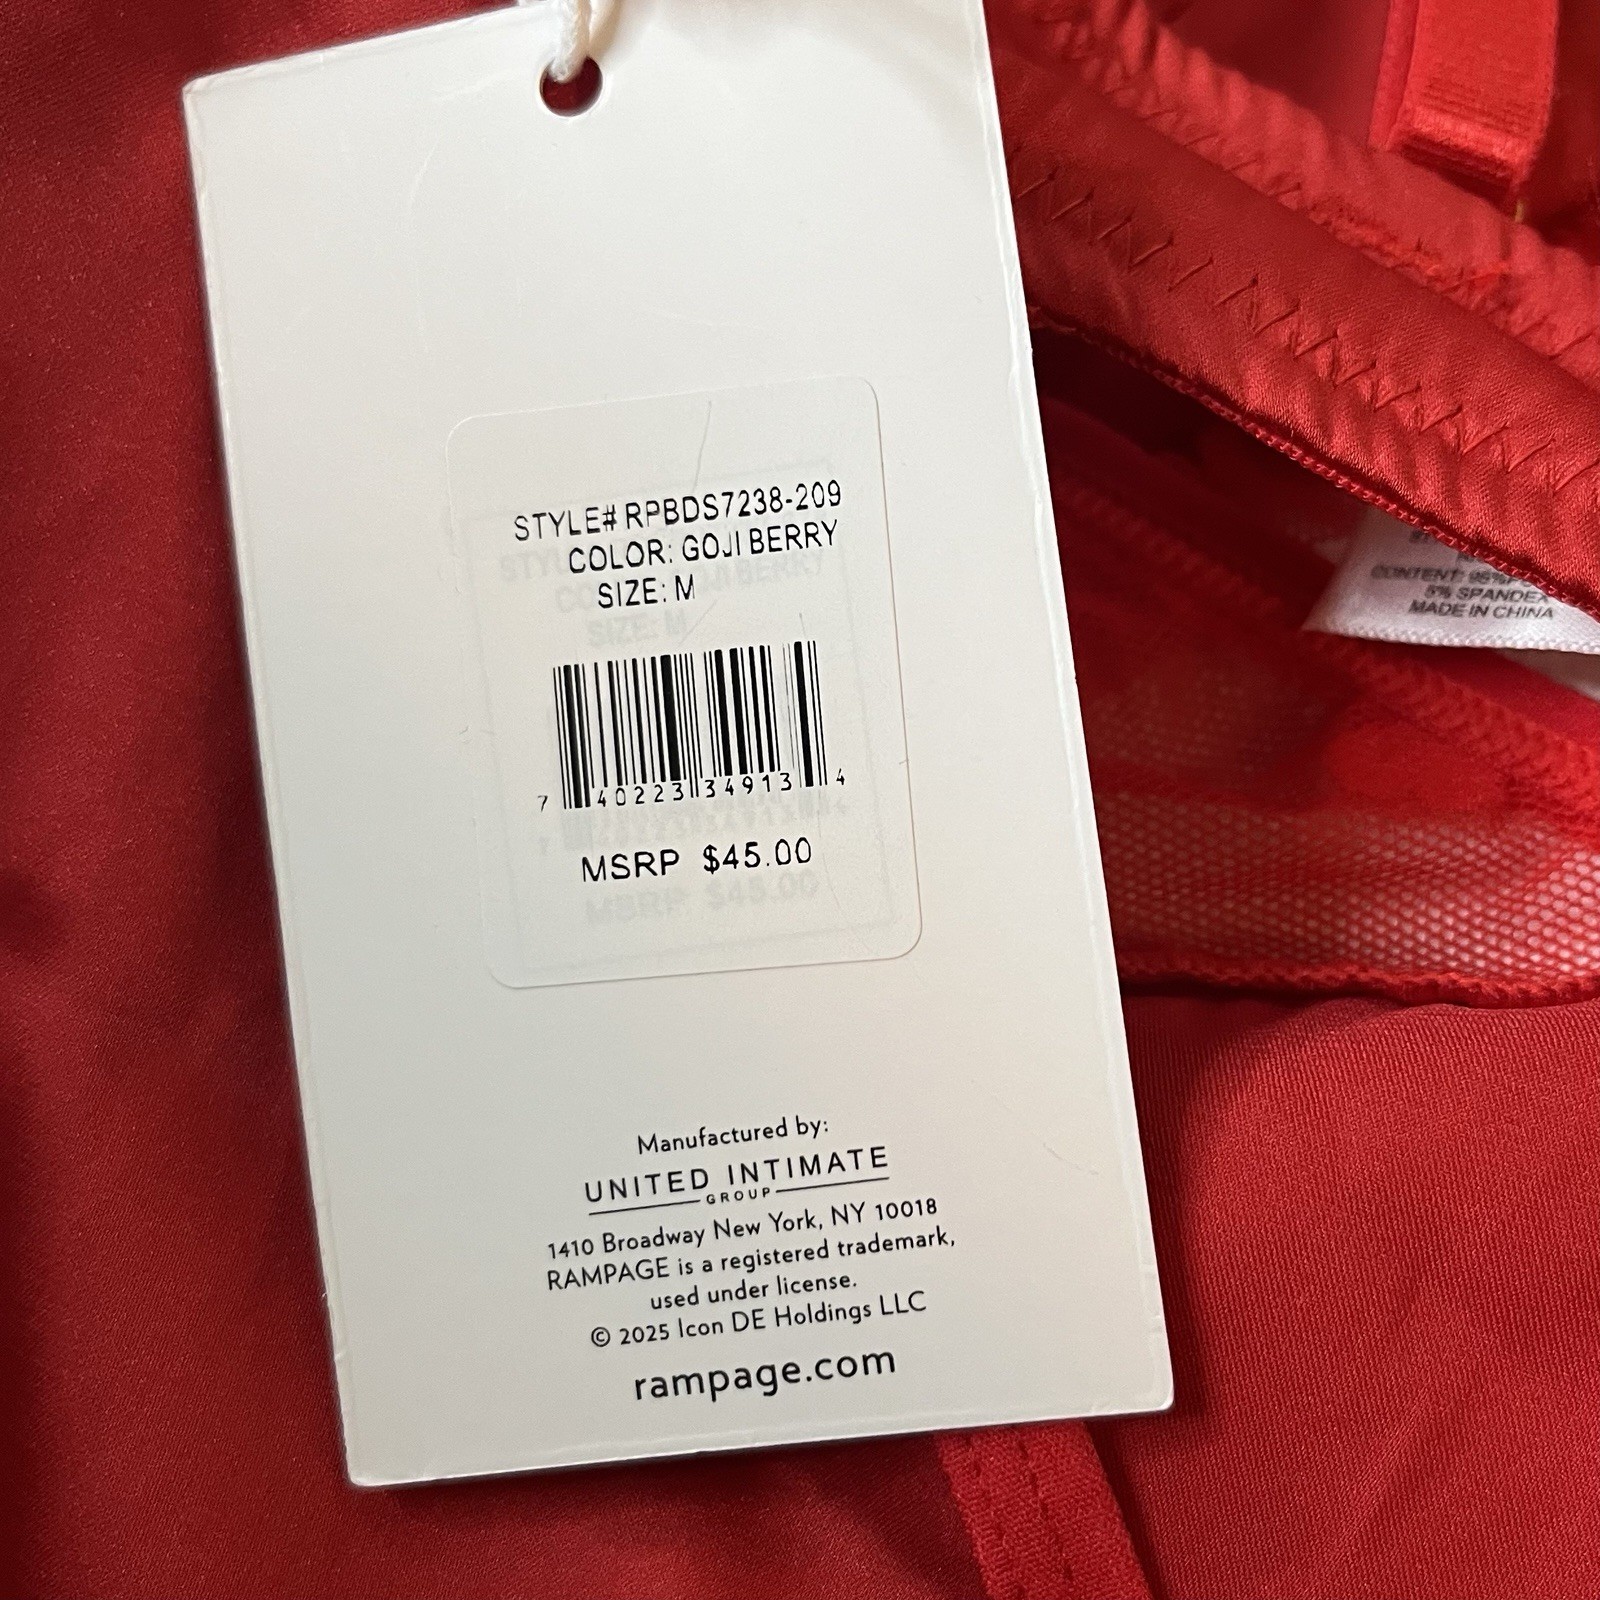 STYLE# RPBDS7238-209
COLOR: GOJI BERRY
SIZE: M
7 40223 34913 4
MSRP $45.00
Manufactured by:
UNITED INTIMATE
GROUP
1410 Broadway New York, NY 10018
RAMPAGE is a registered trademark,
used under license.
© 2025 Icon DE Holdings LLC
rampage.com
CONTENT: 95%
5% SPANDEX
MADE IN CHINA